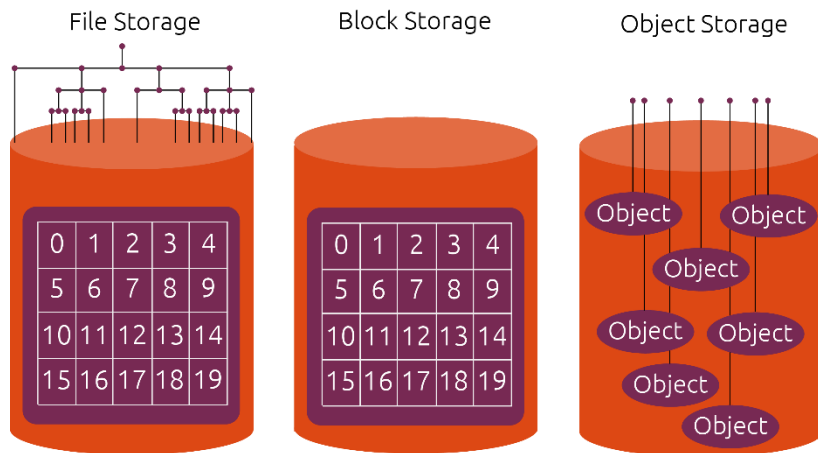 File Storage
Block Storage
Object Storage
0 1 2 3 4
5 6 7 8 9
10 11 12 13 14
15 16 17 18 19
0 1 2 3 4
5 6 7 8 9
10 11 12 13 14
15 16 17 18 19
Object
Object
Object
Object
Object
Object
Object